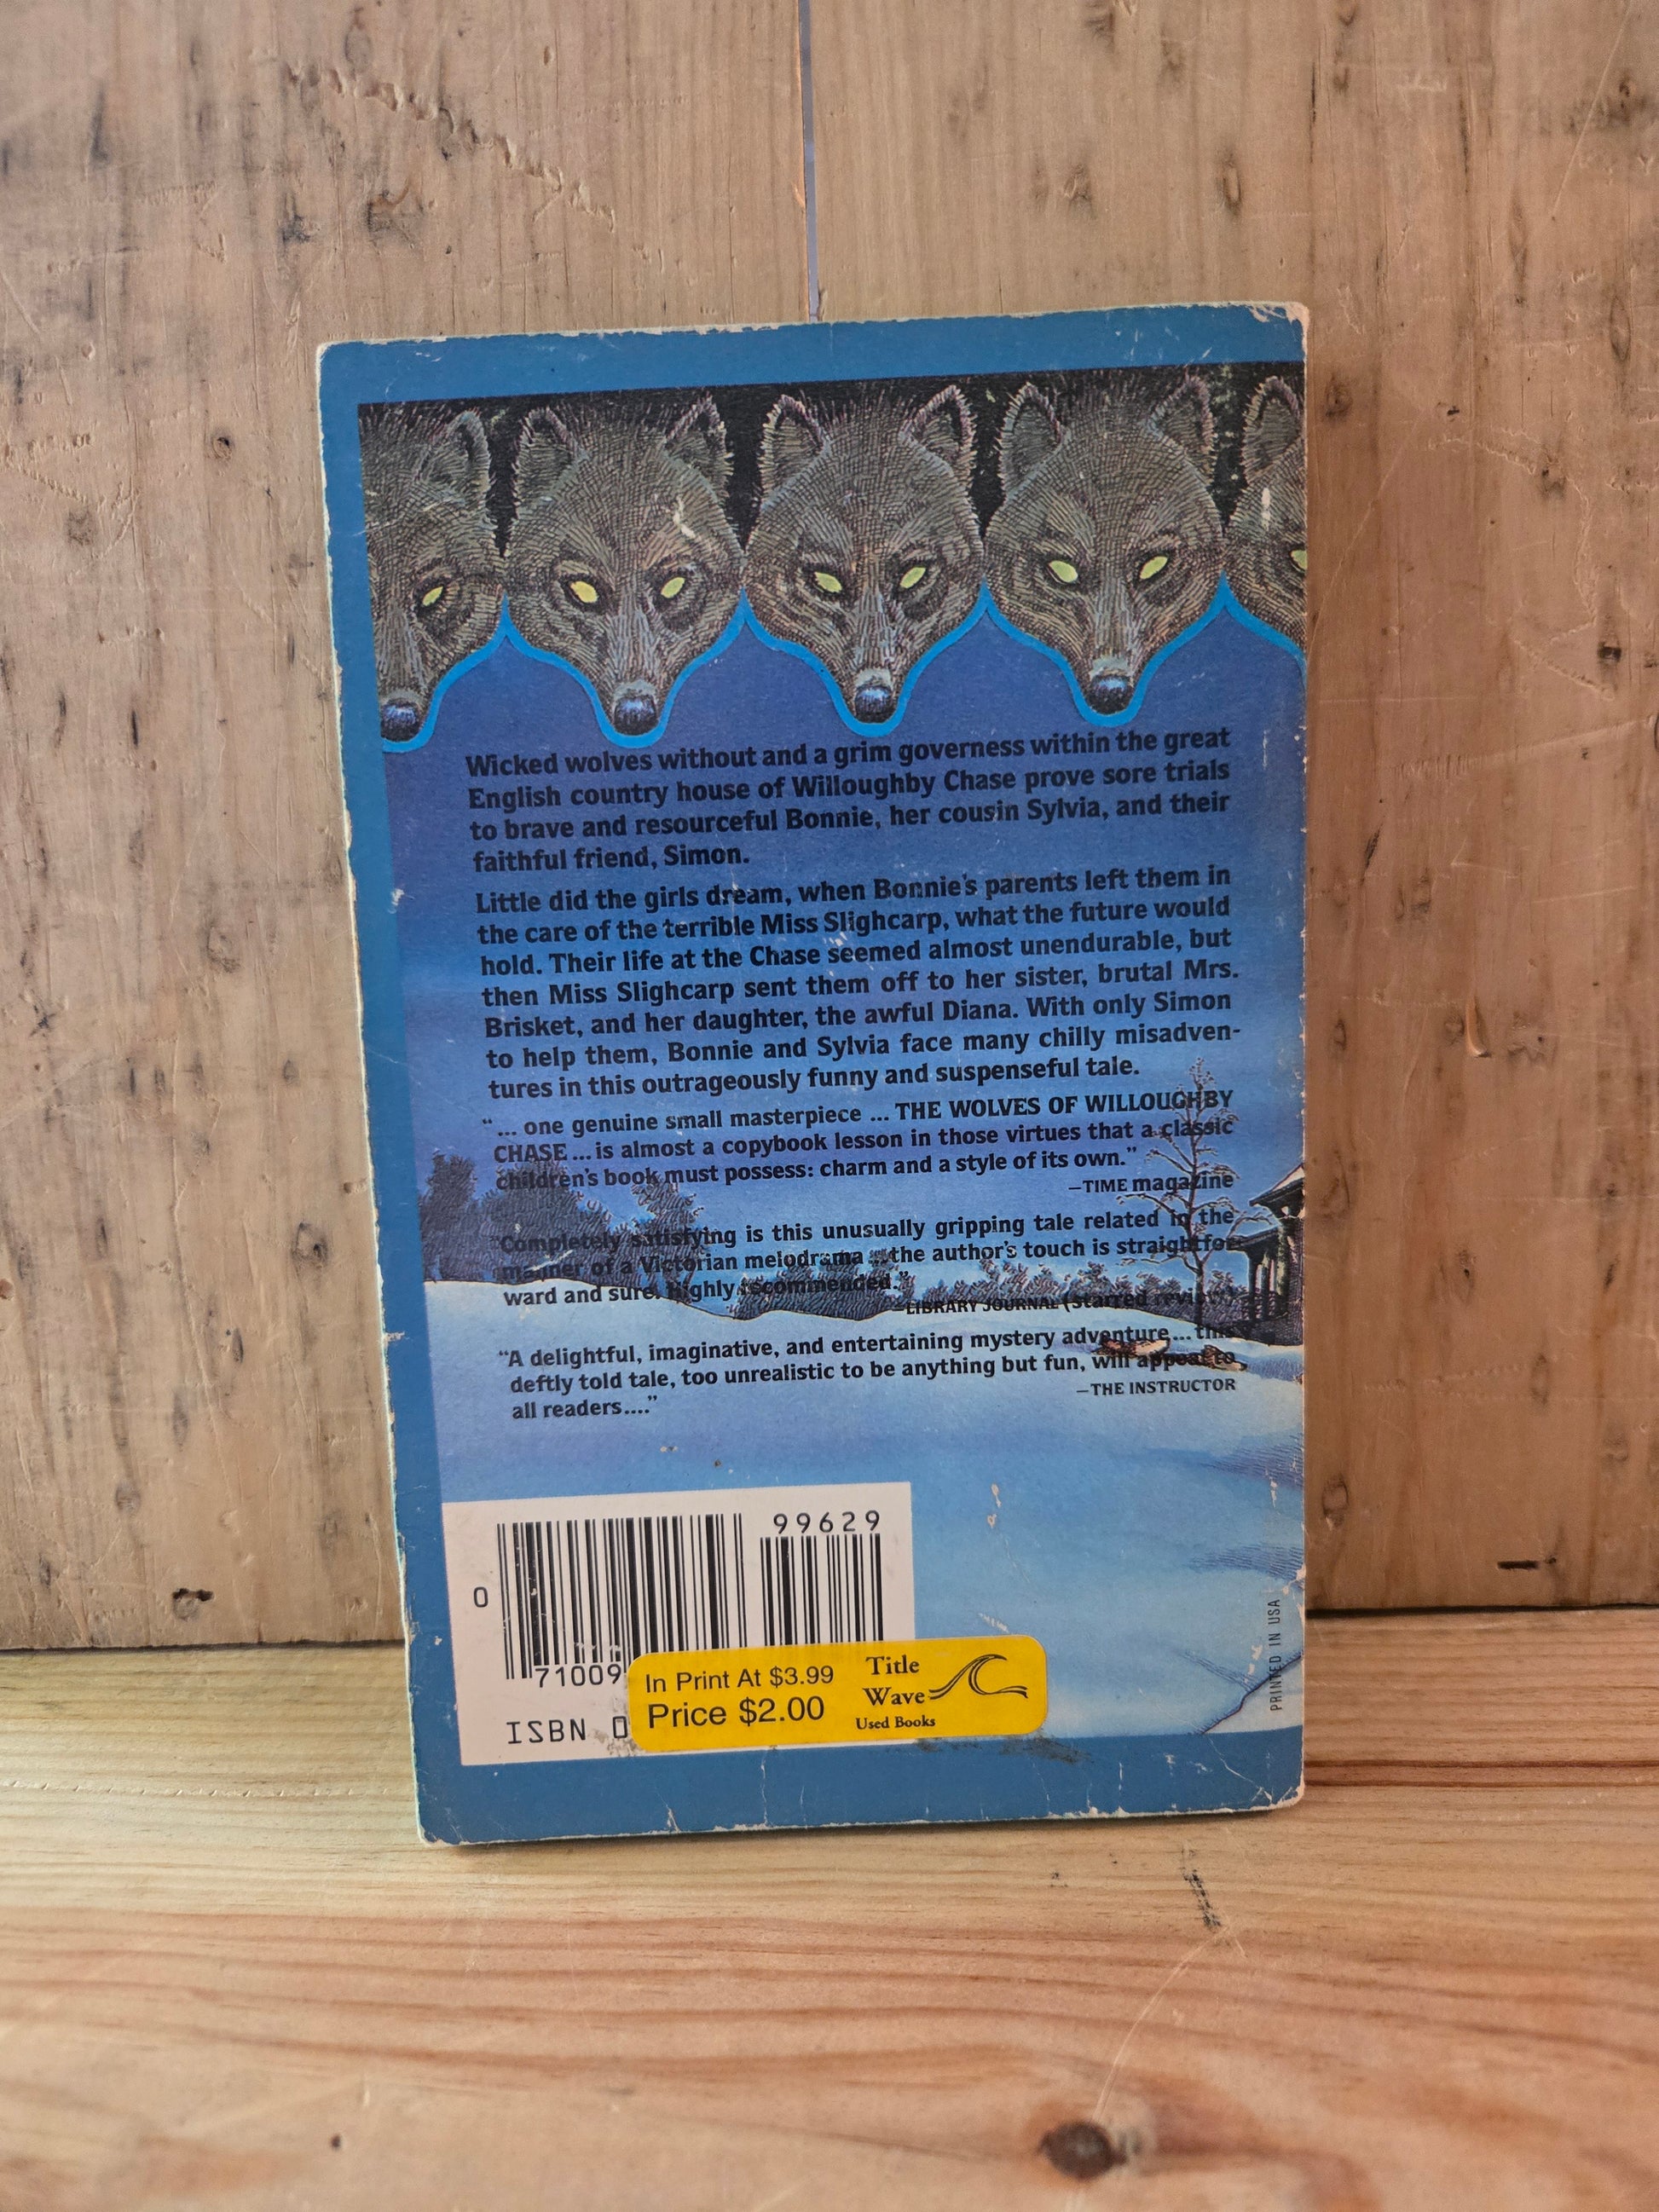 Wicked wolves without and a grim governess within the great
English country house of Willoughby Chase prove sore trials
to brave and resourceful Bonnie, her cousin Sylvia, and their
faithful friend, Simon.
Little did the girls dream, when Bonnie's parents left them in
the care of the terrible Miss Slighcarp, what the future would
hold. Their life at the Chase seemed almost unendurable, but
then Miss Slighcarp sent them off to her sister, brutal Mrs.
Brisket, and her daughter, the awful Diana. With only Simon
to help them, Bonnie and Sylvia face many chilly misadven-
tures in this outrageously funny and suspenseful tale.
"... one genuine small masterpiece ... THE WOLVES OF WILLOUGHBY
CHASE ... is almost a copybook lesson in those virtues that a classic
children's book must possess: charm and a style of its own."
—TIME magazine
"Completely satisfying is this unusually gripping tale related in the
manner of a Victorian melodrama ... the author's touch is straightfor-
ward and sure. Highly recommended."
—LIBRARY JOURNAL (starred review)
"A delightful, imaginative, and entertaining mystery adventure ... this
deftly told tale, too unrealistic to be anything but fun, will appeal to
all readers...."
—THE INSTRUCTOR
99629
0
71009
ISBN 0
In Print At $3.99
Price $2.00
Title
Wave
Used Books
PRINTED IN USA